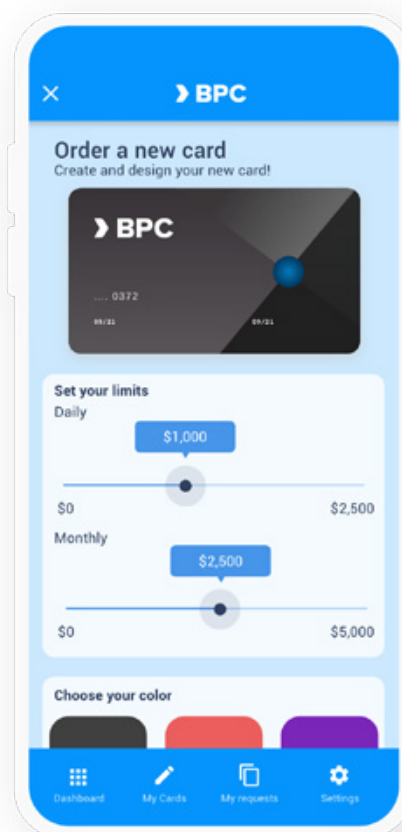 BPC
Order a new card
Create and design your new card!
BPC
.... 0372
09/21 09/21
Set your limits
Daily
$1,000
$0 $2,500
Monthly
$2,500
$0 $5,000
Choose your color
Dashboard My Cards My requests Settings